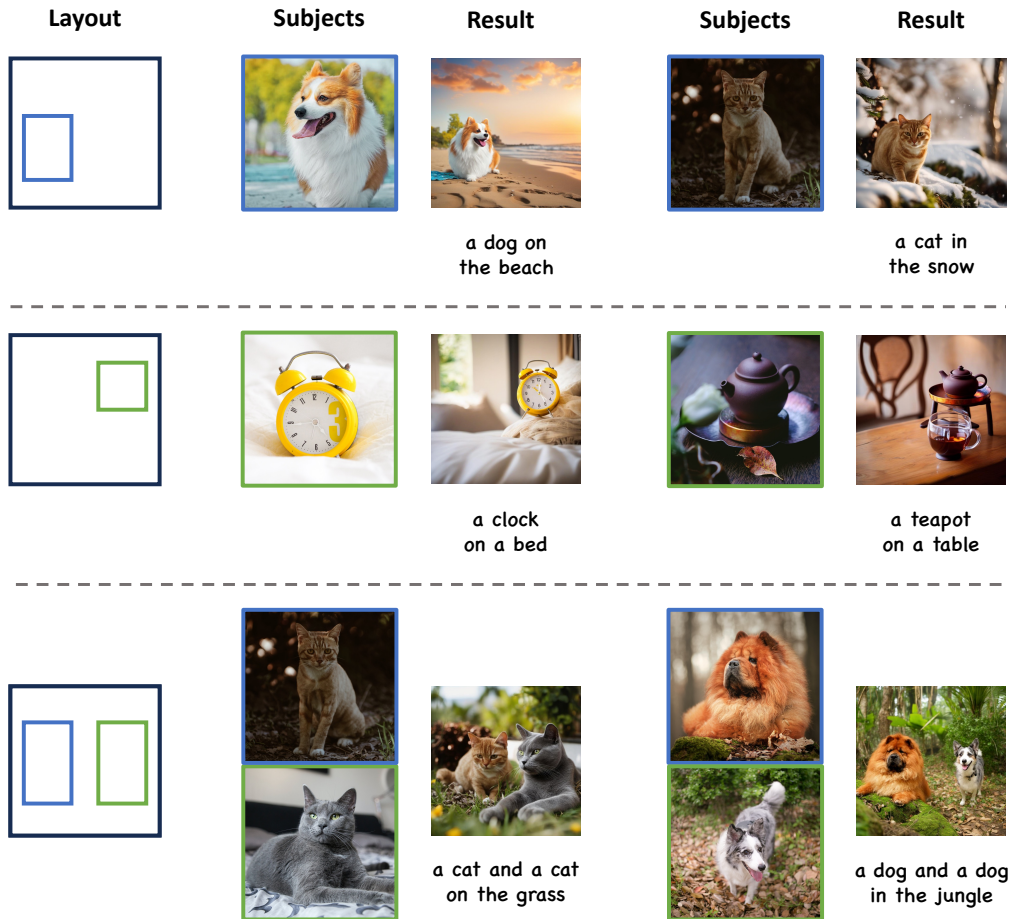 Layout
Subjects
Result
Subjects
Result
a dog on
the beach
a cat in
the snow
a clock
on a bed
a teapot
on a table
a cat and a cat
on the grass
a dog and a dog
in the jungle